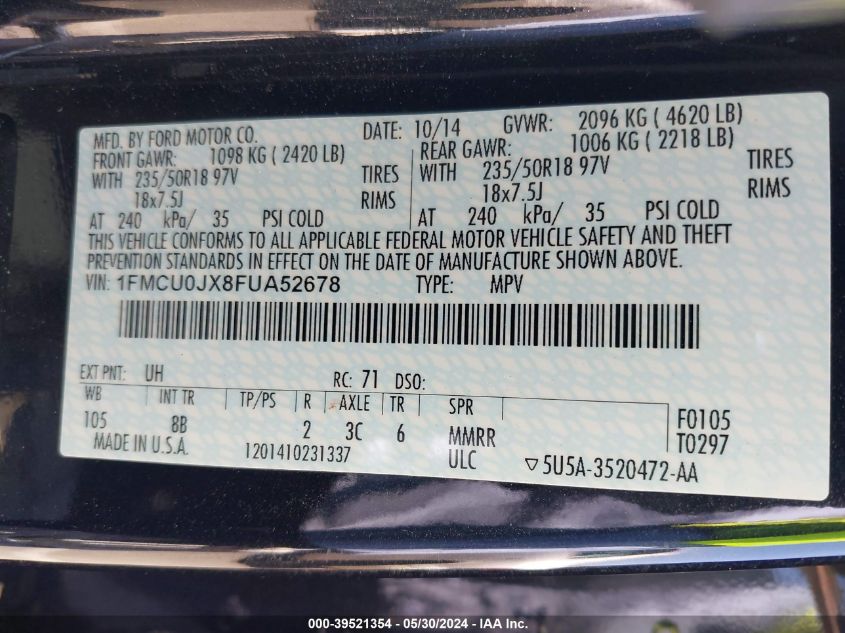 MFD. BY FORD MOTOR CO. DATE: 10/14 GVWR: 2096 KG ( 4620 LB)
FRONT GAWR: 1098 KG ( 2420 LB) REAR GAWR: 1006 KG ( 2218 LB)
WITH 235/50R18 97V TIRES WITH 235/50R18 97V TIRES
18x7.5J RIMS 18x7.5J RIMS
AT 240 kPa/ 35 PSI COLD AT 240 kPa/ 35 PSI COLD
THIS VEHICLE CONFORMS TO ALL APPLICABLE FEDERAL MOTOR VEHICLE SAFETY AND THEFT
PREVENTION STANDARDS IN EFFECT ON THE DATE OF MANUFACTURE SHOWN ABOVE.
VIN: 1FMCU0JX8FUA52678 TYPE: MPV
EXT PNT: UH RC: 71 DSO:
WB INT TR TP/PS R AXLE TR SPR
105 8B 2 3C 6 MMRR F0105
T0297
MADE IN U.S.A. 1201410231337 ULC ▽5U5A-3520472-AA
000-39521354 / 05/30/2024 - IAA Inc.